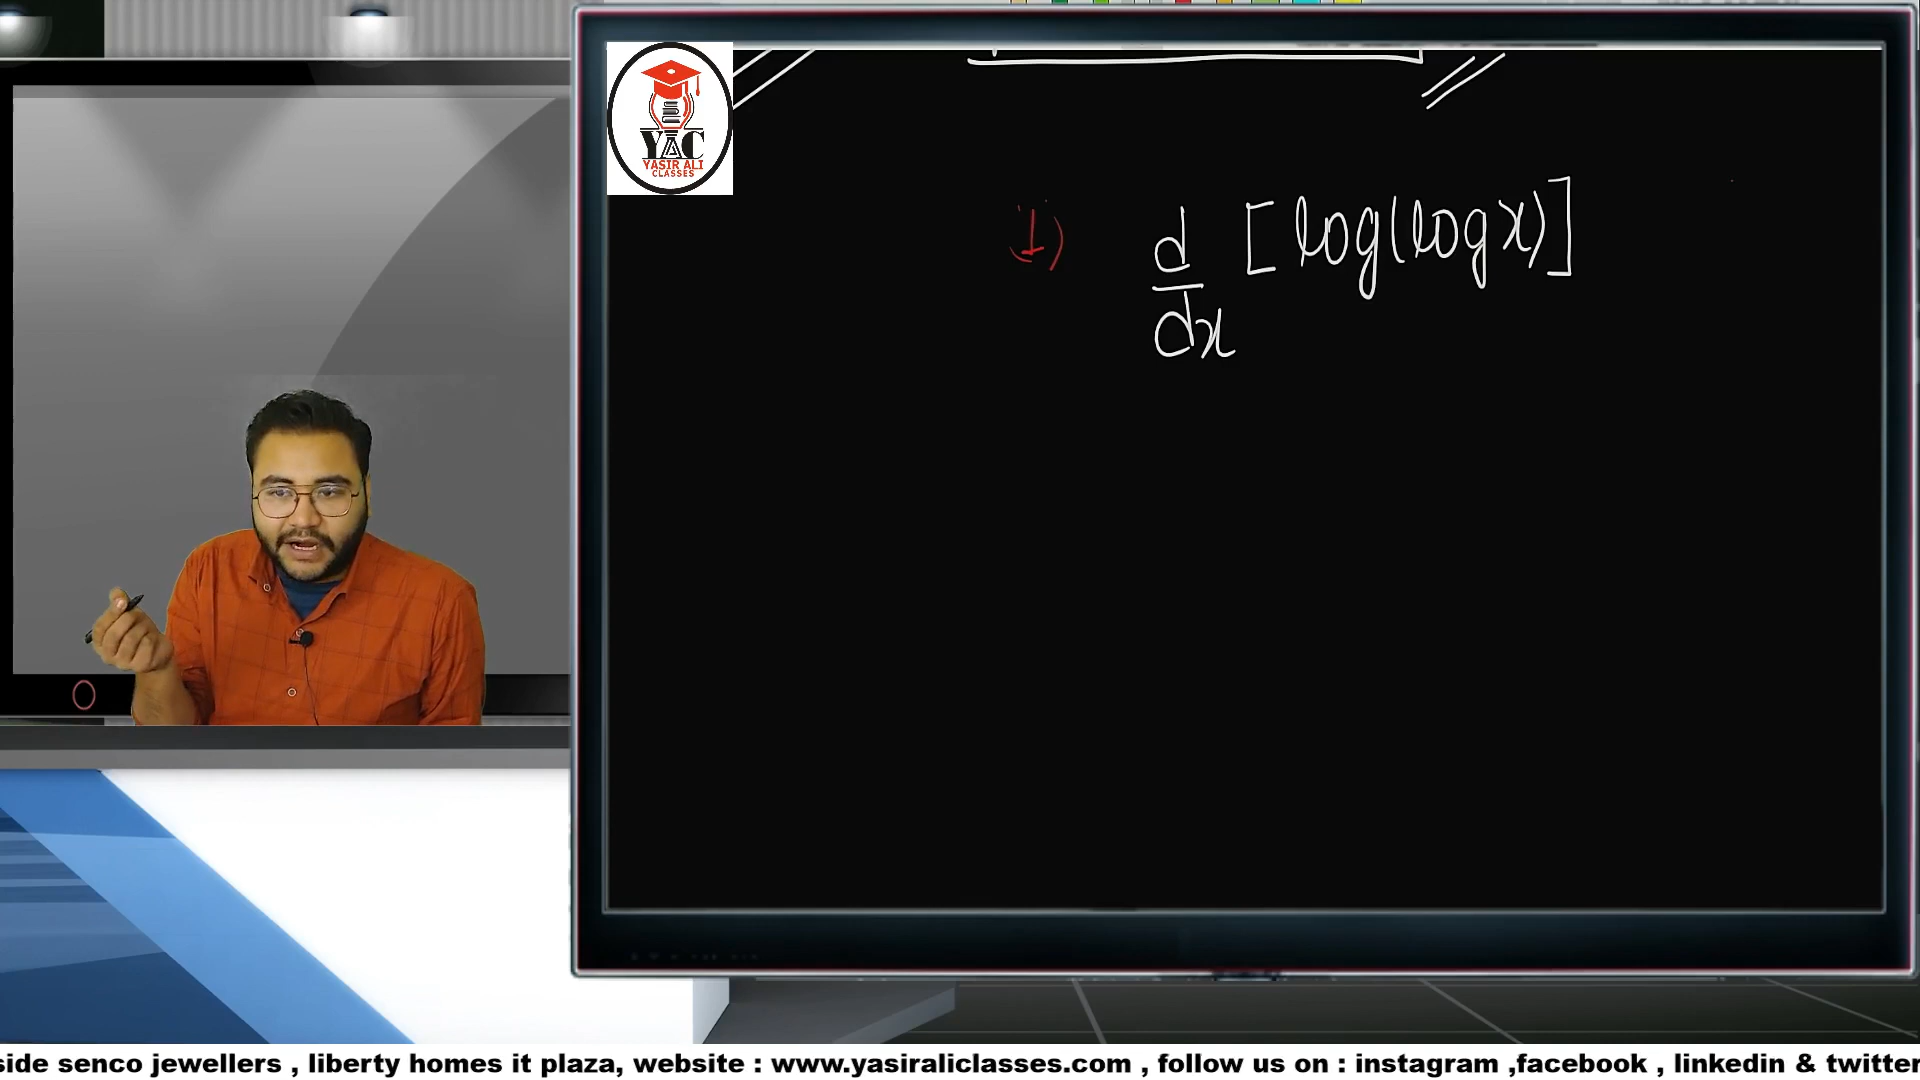 YAC
YASIR ALI
CLASSES
1) d/dx [log(log x)]
side senco jewellers , liberty homes it plaza, website : www.yasiraliclasses.com , follow us on : instagram ,facebook , linkedin & twitter